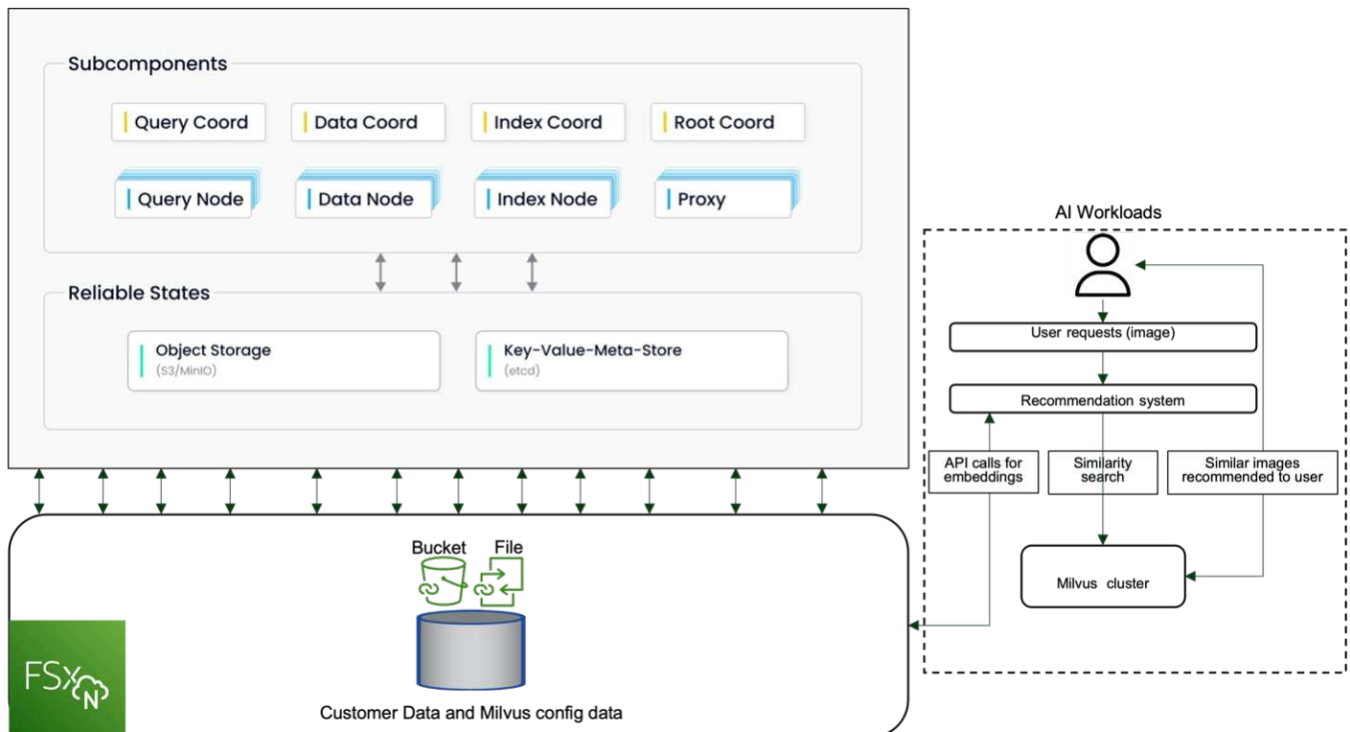 Subcomponents
Query Coord
Data Coord
Index Coord
Root Coord
Query Node
Data Node
Index Node
Proxy
Reliable States
Object Storage
(S3/MinIO)
Key-Value-Meta-Store
(etcd)
Bucket
File
FSx
N
Customer Data and Milvus config data
AI Workloads
User requests (image)
Recommendation system
API calls for
embeddings
Similarity
search
Similar images
recommended to user
Milvus cluster